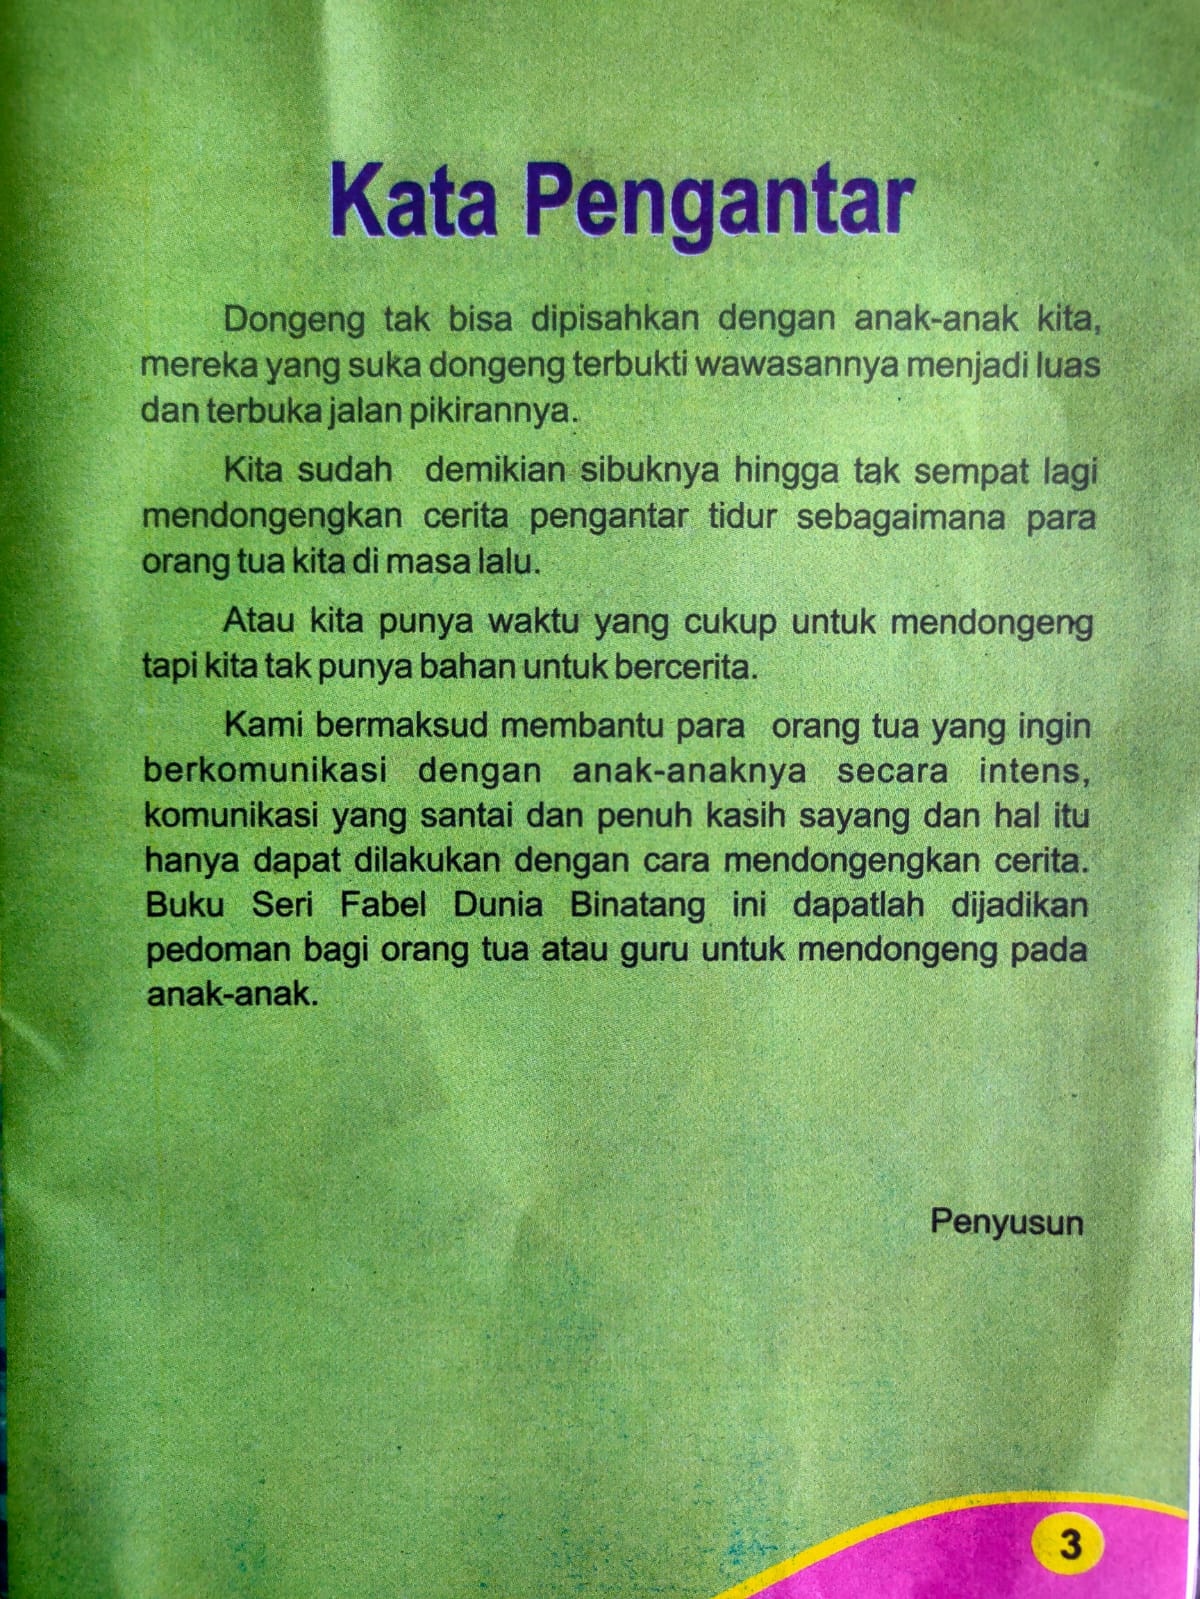 Kata Pengantar
Dongeng tak bisa dipisahkan dengan anak-anak kita,
mereka yang suka dongeng terbukti wawasannya menjadi luas
dan terbuka jalan pikirannya.
Kita sudah demikian sibuknya hingga tak sempat lagi
mendongengkan cerita pengantar tidur sebagaimana para
orang tua kita di masa lalu.
Atau kita punya waktu yang cukup untuk mendongeng
tapi kita tak punya bahan untuk bercerita.
Kami bermaksud membantu para orang tua yang ingin
berkomunikasi dengan anak-anaknya secara intens,
komunikasi yang santai dan penuh kasih sayang dan hal itu
hanya dapat dilakukan dengan cara mendongengkan cerita.
Buku Seri Fabel Dunia Binatang ini dapatlah dijadikan
pedoman bagi orang tua atau guru untuk mendongeng pada
anak-anak.
Penyusun
3